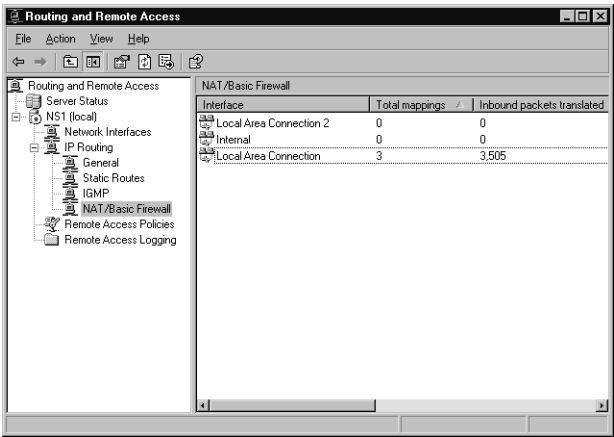 Routing and Remote Access
File Action View Help
Routing and Remote Access
Server Status
NS1 (local)
Network Interfaces
IP Routing
General
Static Routes
IGMP
NAT/Basic Firewall
Remote Access Policies
Remote Access Logging
NAT/Basic Firewall
Interface Total mappings Inbound packets translated
Local Area Connection 2 0 0
Internal 0 0
Local Area Connection 3 3,505